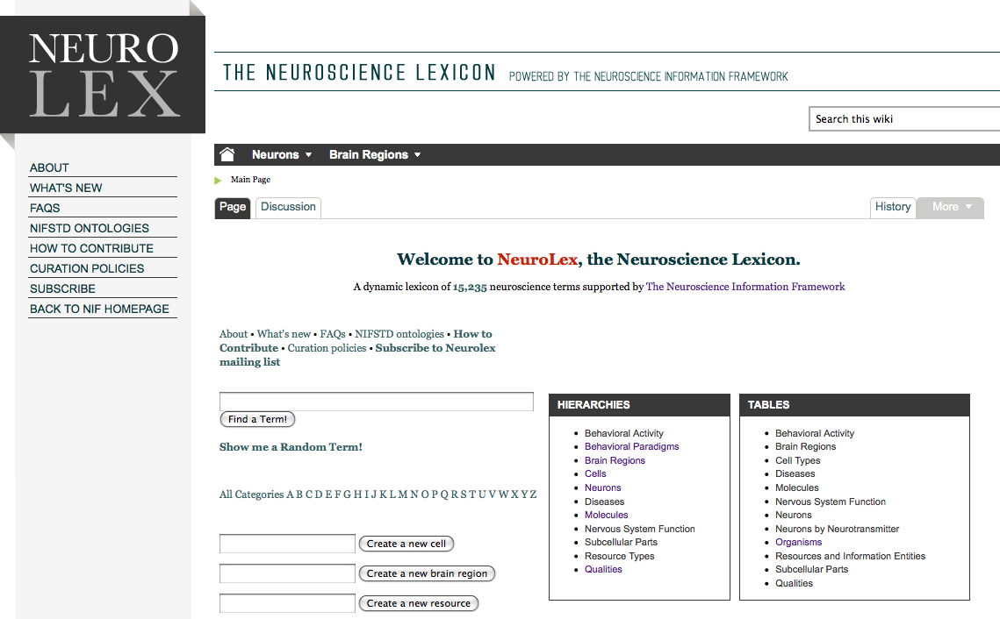 NEURO
LEX
THE NEUROSCIENCE LEXICON POWERED BY THE NEUROSCIENCE INFORMATION FRAMEWORK
Search this wiki
Neurons Brain Regions
Main Page
Page Discussion History More
ABOUT
WHAT'S NEW
FAQS
NIFSTD ONTOLOGIES
HOW TO CONTRIBUTE
CURATION POLICIES
SUBSCRIBE
BACK TO NIF HOMEPAGE
Welcome to NeuroLex, the Neuroscience Lexicon.
A dynamic lexicon of 15,235 neuroscience terms supported by The Neuroscience Information Framework
About • What's new • FAQs • NIFSTD ontologies • How to
Contribute • Curation policies • Subscribe to Neurolex
mailing list
Find a Term!
Show me a Random Term!
All Categories A B C D E F G H I J K L M N O P Q R S T U V W X Y Z
Create a new cell
Create a new brain region
Create a new resource
HIERARCHIES
• Behavioral Activity
• Behavioral Paradigms
• Brain Regions
• Cells
• Neurons
• Diseases
• Molecules
• Nervous System Function
• Subcellular Parts
• Resource Types
• Qualities
TABLES
• Behavioral Activity
• Brain Regions
• Cell Types
• Diseases
• Molecules
• Nervous System Function
• Neurons
• Neurons by Neurotransmitter
• Organisms
• Resources and Information Entities
• Subcellular Parts
• Qualities